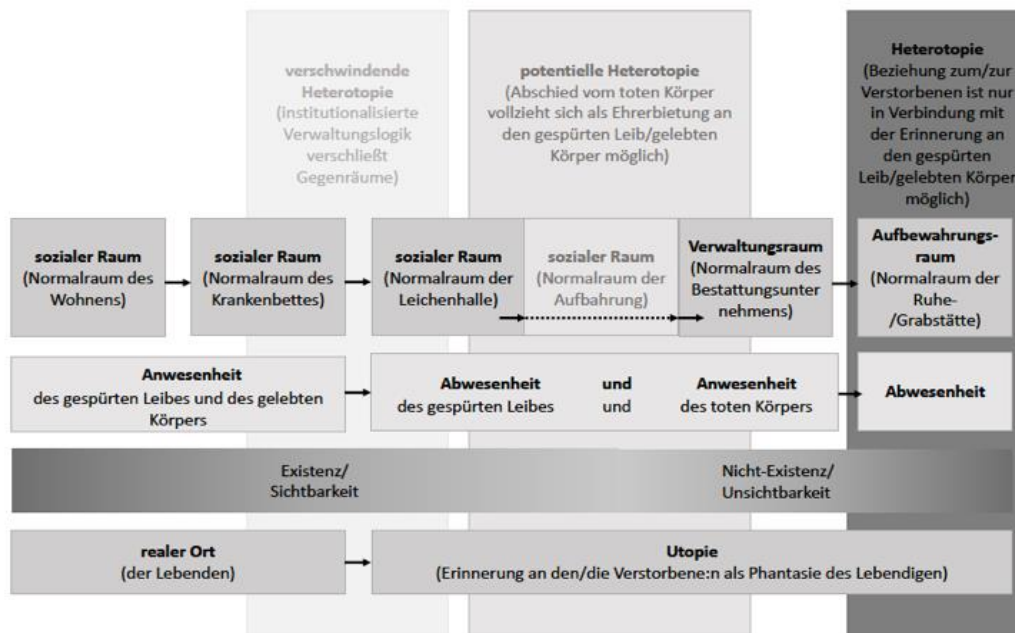 verschwindende
Heterotopie
(institutionalisierte
Verwaltungslogik
verschließt
Gegenräume)
potentielle Heterotopie
(Abschied vom toten Körper
vollzieht sich als Ehrerbietung an
den gespürten Leib/gelebten
Körper möglich)
Heterotopie
(Beziehung zum/zur
Verstorbenen ist nur
in Verbindung mit
der Erinnerung an
den gespürten
Leib/gelebten Körper
möglich)
sozialer Raum
(Normalraum des
Wohnens)
sozialer Raum
(Normalraum des
Krankenbettes)
sozialer Raum
(Normalraum der
Leichenhalle)
sozialer Raum
(Normalraum der
Aufbahrung)
Verwaltungsraum
(Normalraum des
Bestattungsunter
nehmens)
Aufbewahrungs-
raum
(Normalraum der
Ruhe-
/Grabstätte)
Anwesenheit
des gespürten Leibes und des gelebten
Körpers
Abwesenheit und Anwesenheit
des gespürten Leibes und des toten Körpers
Abwesenheit
Existenz/
Sichtbarkeit
Nicht-Existenz/
Unsichtbarkeit
realer Ort
(der Lebenden)
Utopie
(Erinnerung an den/die Verstorbene:n als Phantasie des Lebendigen)